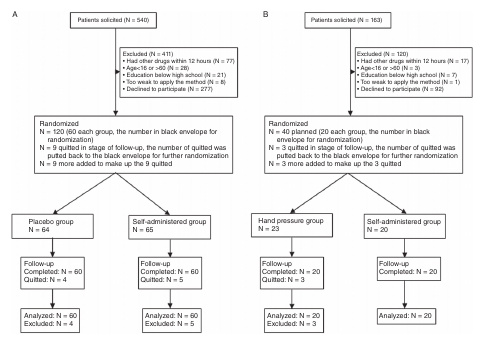 A
Patients solicited (N = 540)
Excluded (N = 411)
• Had other drugs within 12 hours (N = 77)
• Age<16 or >60 (N = 28)
• Education below high school (N = 21)
• Too weak to apply the method (N = 8)
• Declined to participate (N = 277)
Randomized
N = 120 (60 each group, the number in black envelope for
randomization)
N = 9 quitted in stage of follow-up, the number of quitted was
putted back to the black envelope for further randomization
N = 9 more added to make up the 9 quitted
Placebo group
N = 64
Self-administered group
N = 65
Follow-up
Completed: N = 60
Quitted: N = 4
Follow-up
Completed: N = 60
Quitted: N = 5
Analyzed: N = 60
Excluded: N = 4
Analyzed: N = 60
Excluded: N = 5
B
Patients solicited (N = 163)
Excluded (N = 120)
• Had other drugs within 12 hours (N = 17)
• Age<16 or >60 (N = 3)
• Education below high school (N = 7)
• Too weak to apply the method (N = 1)
• Declined to participate (N = 92)
Randomized
N = 40 planned (20 each group, the number in black
envelope for randomization)
N = 3 quitted in stage of follow-up, the number of quitted was
putted back to the black envelope for further randomization
N = 3 more added to make up the 3 quitted
Hand pressure group
N = 23
Self-administered group
N = 20
Follow-up
Completed: N = 20
Quitted: N = 3
Follow-up
Completed: N = 20
Analyzed: N = 20
Excluded: N = 3
Analyzed: N = 20